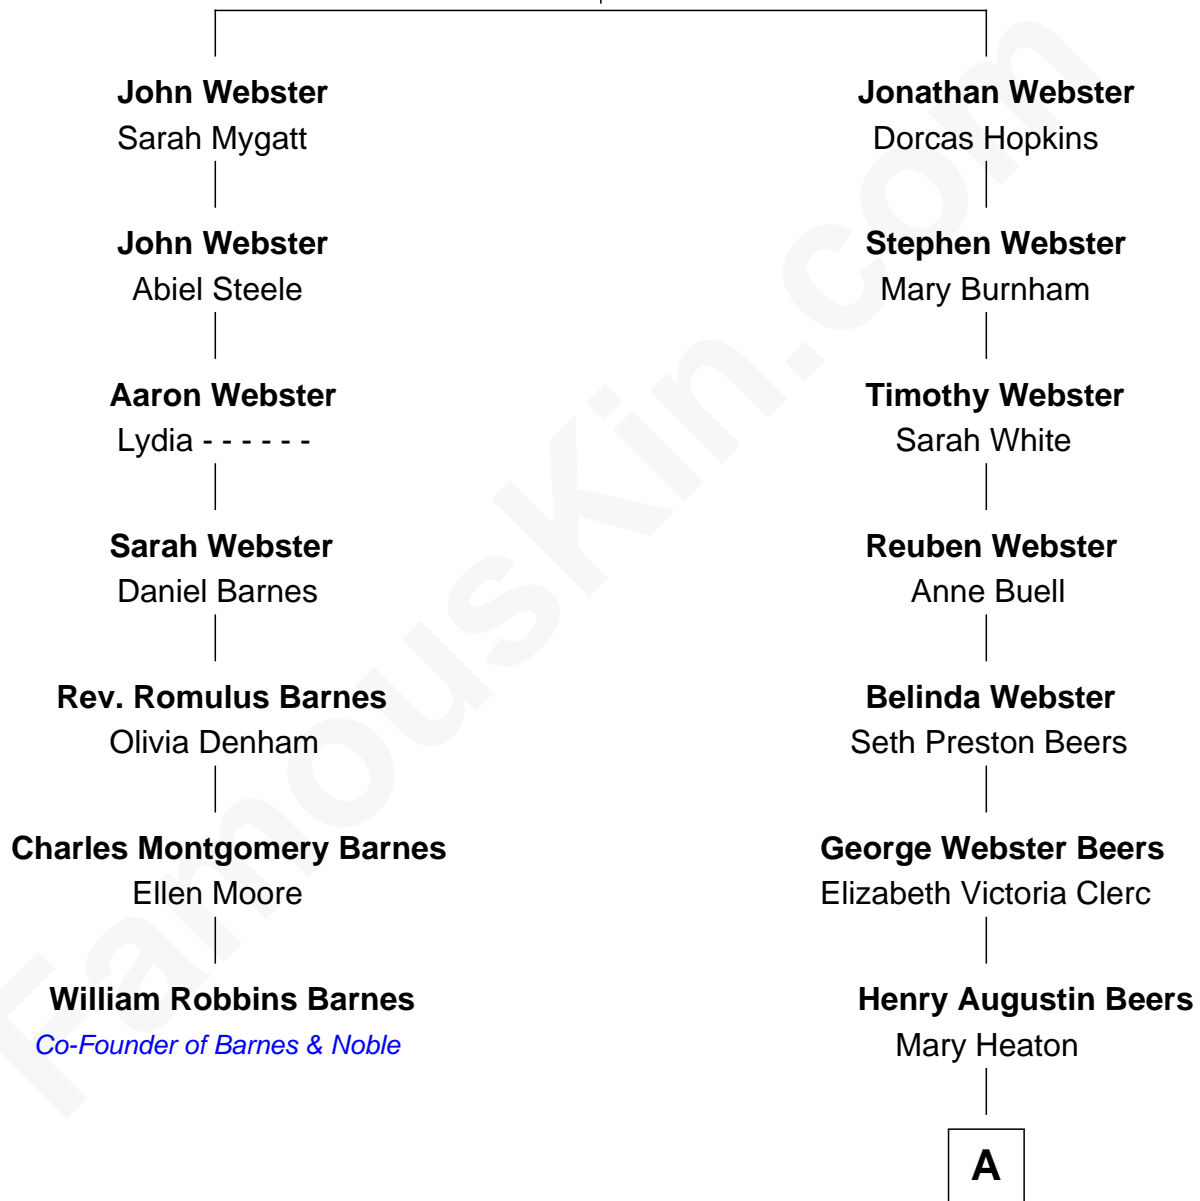 John Webster
Sarah Mygatt
John Webster
Abiel Steele
Aaron Webster
Lydia - - - - - -
Sarah Webster
Daniel Barnes
Rev. Romulus Barnes
Olivia Denham
Charles Montgomery Barnes
Ellen Moore
William Robbins Barnes
Co-Founder of Barnes & Noble
Jonathan Webster
Dorcas Hopkins
Stephen Webster
Mary Burnham
Timothy Webster
Sarah White
Reuben Webster
Anne Buell
Belinda Webster
Seth Preston Beers
George Webster Beers
Elizabeth Victoria Clerc
Henry Augustin Beers
Mary Heaton
A
FamousKin.com